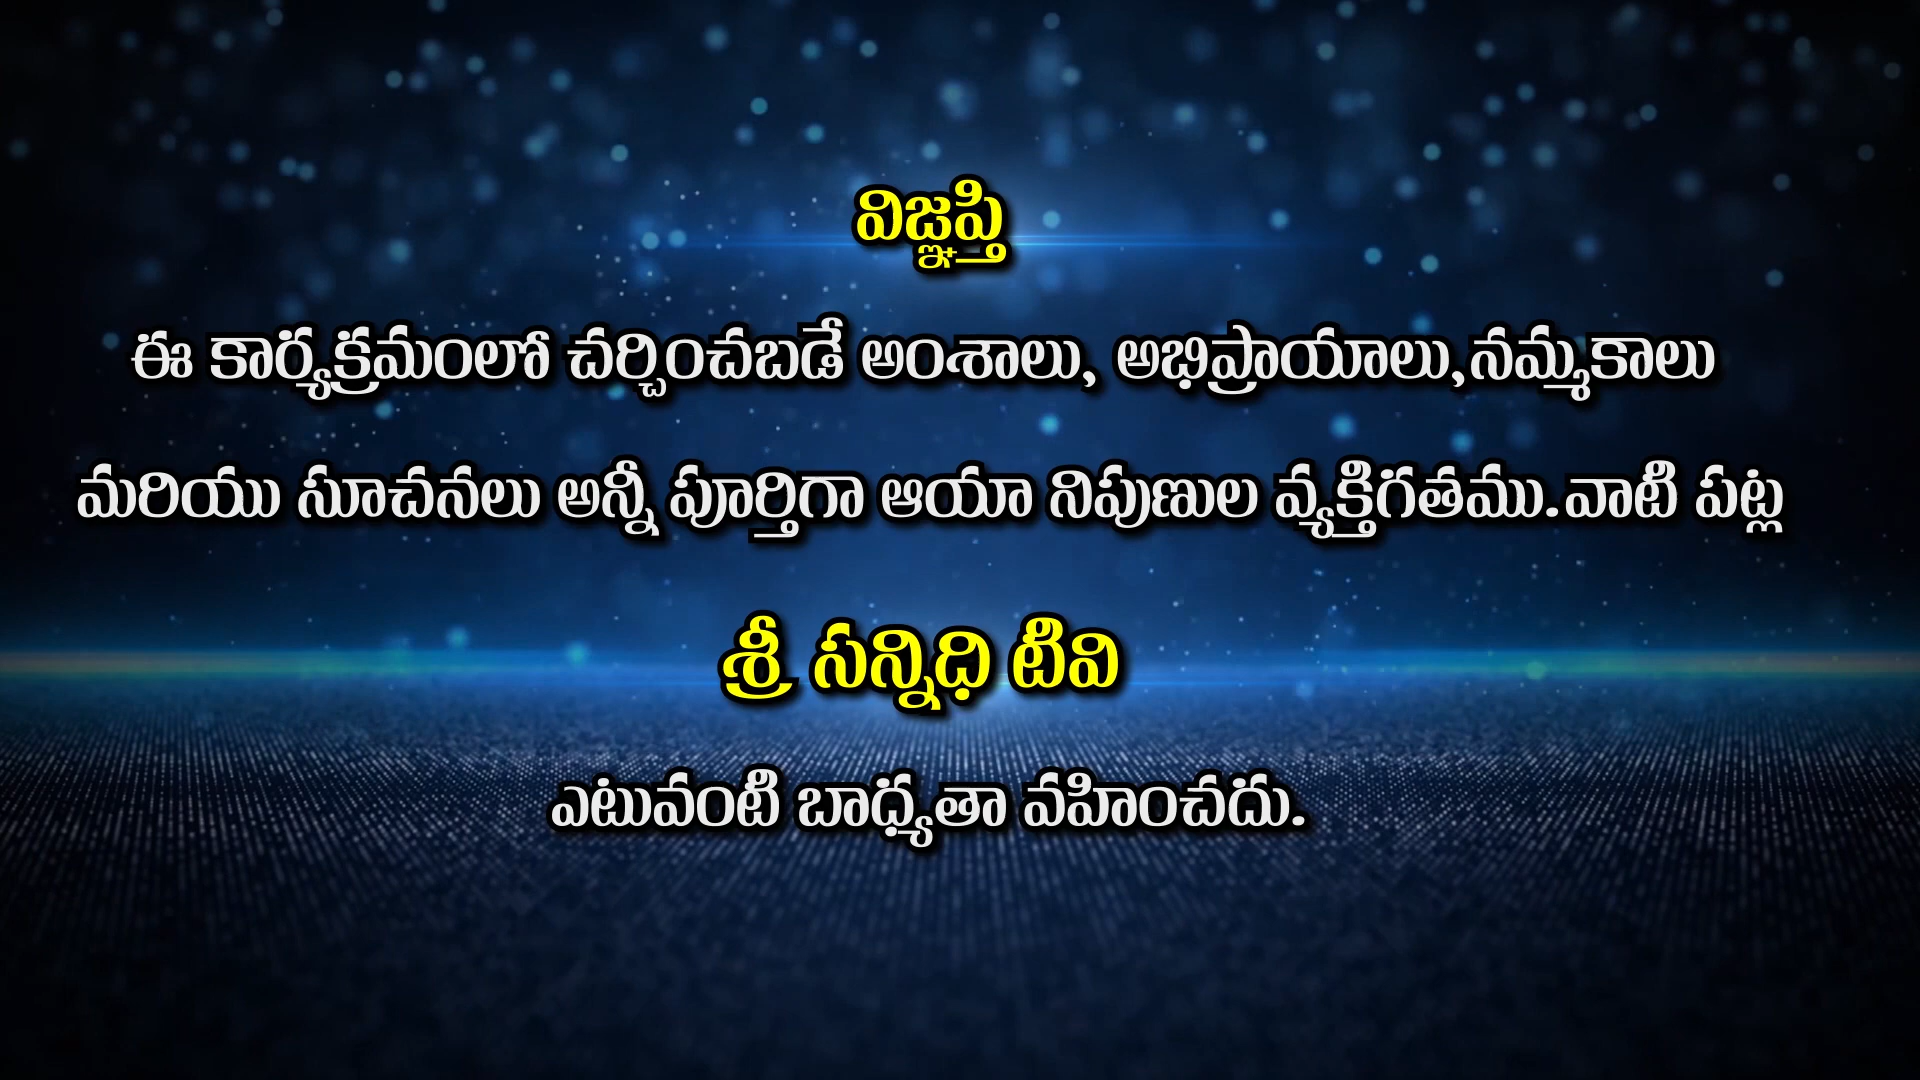 విజ్ఞప్తి
ఈ కార్యక్రమంలో చర్చించబడే అంశాలు, అభిప్రాయాలు,నమ్మకాలు
మరియు సూచనలు అన్నీ పూర్తిగా ఆయా నిపుణుల వ్యక్తిగతము.వాటి పట్ల
శ్రీ సన్నిధి టీవి
ఎటువంటి బాధ్యతా వహించదు.